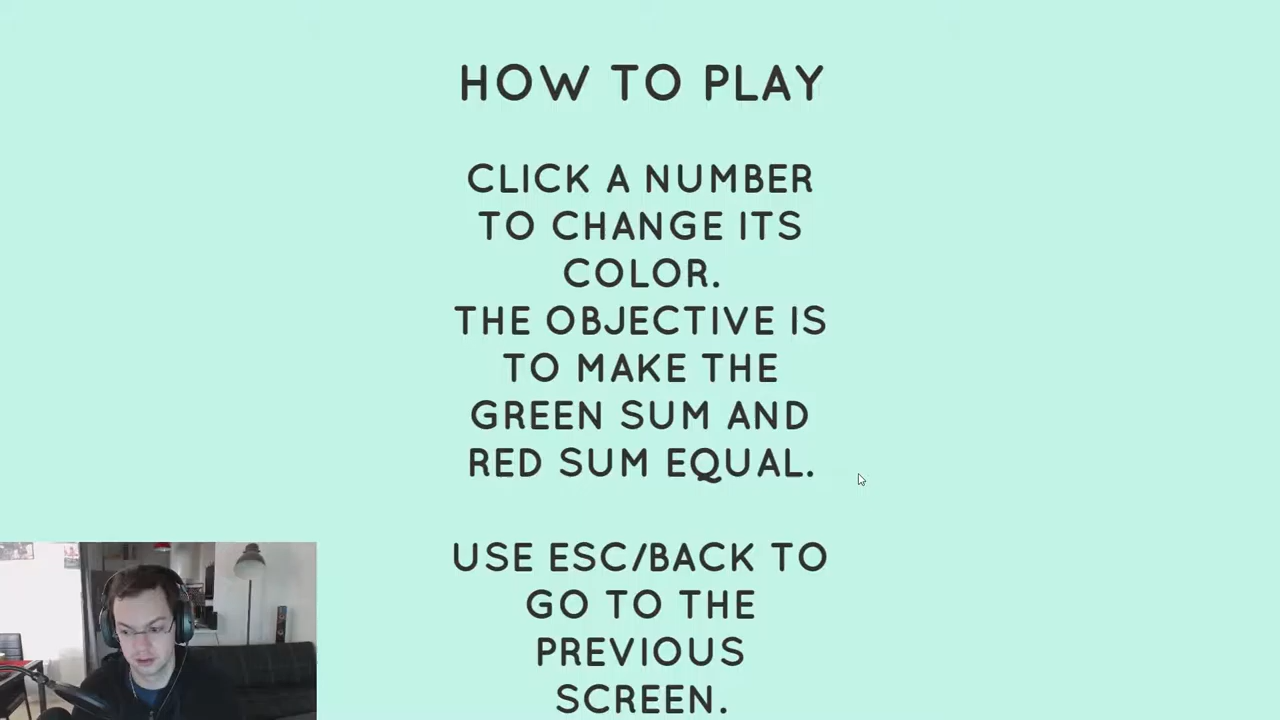 HOW TO PLAY
CLICK A NUMBER
TO CHANGE ITS
COLOR.
THE OBJECTIVE IS
TO MAKE THE
GREEN SUM AND
RED SUM EQUAL.
USE ESC/BACK TO
GO TO THE
PREVIOUS
SCREEN.